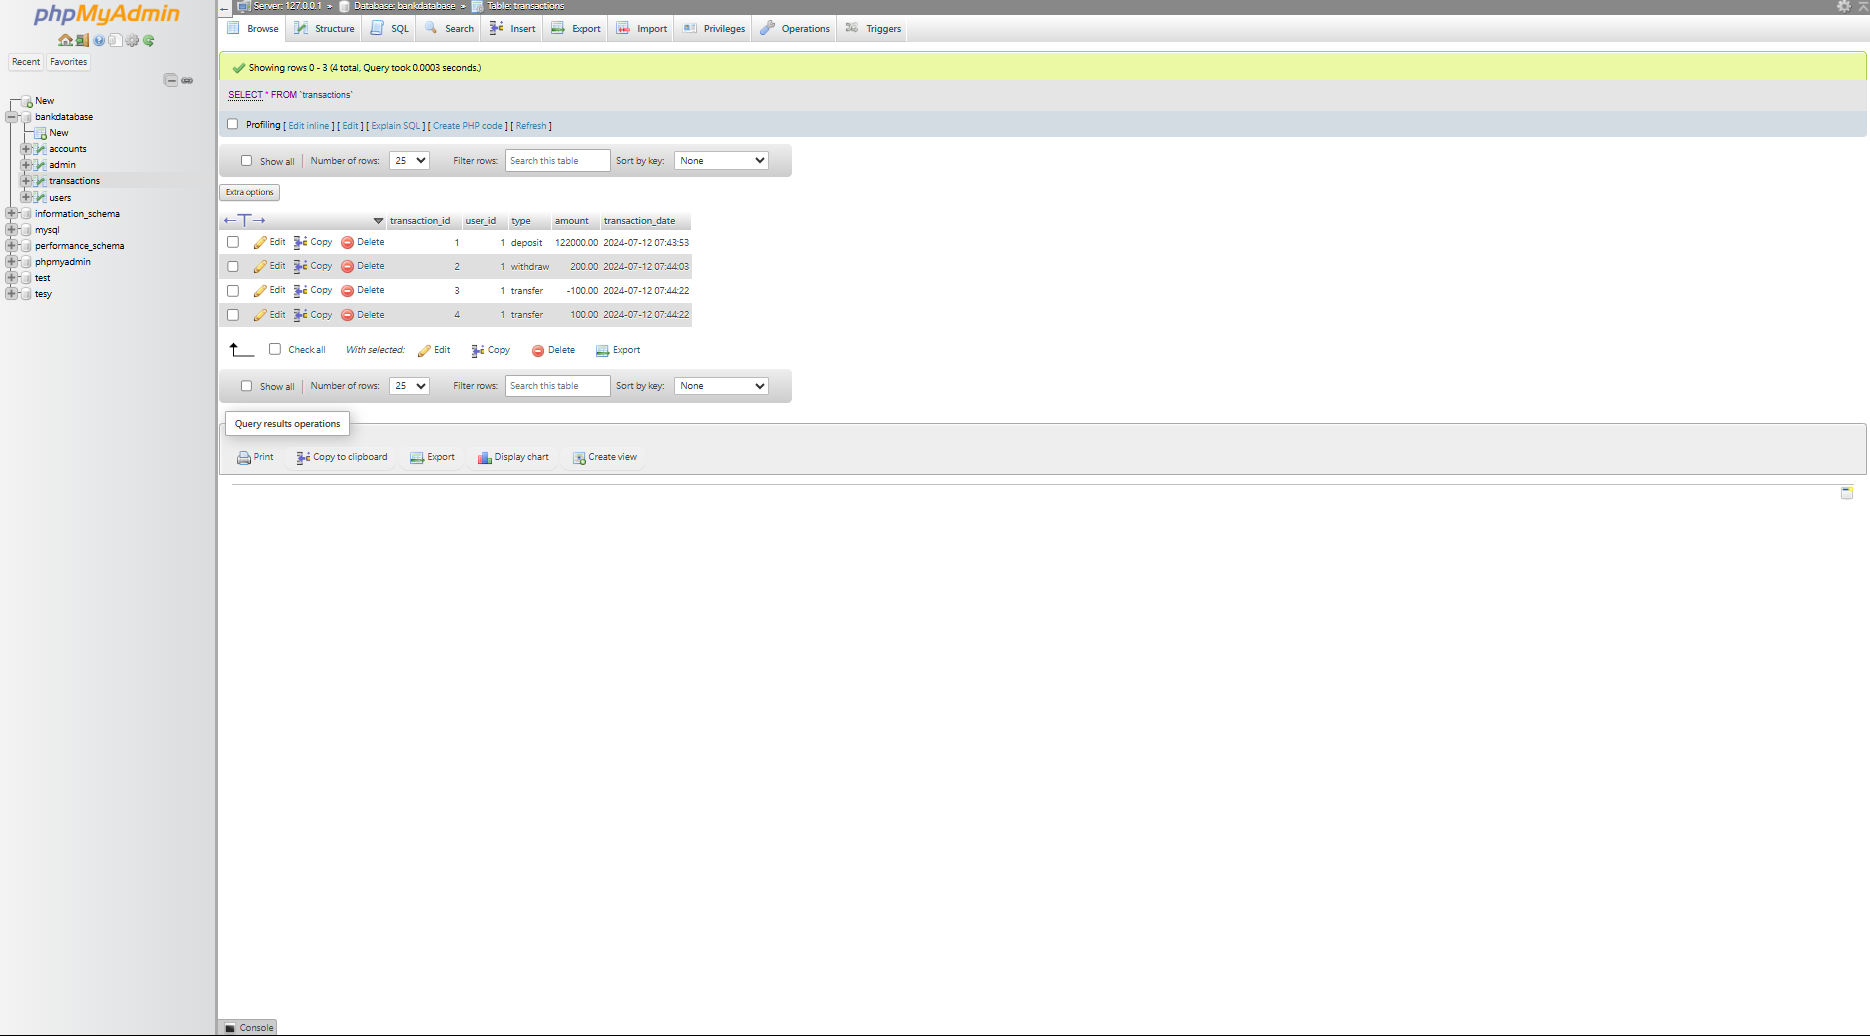 phpMyAdmin
Recent Favorites
New
bankdatabase
New
accounts
admin
transactions
users
information_schema
mysql
performance_schema
phpmyadmin
test
tesy
Server: 127.0.0.1 » Database: bankdatabase » Table: transactions
Browse Structure SQL Search Insert Export Import Privileges Operations Triggers
Showing rows 0 - 3 (4 total, Query took 0.0003 seconds.)
SELECT * FROM `transactions`
Profiling [ Edit inline ] [ Edit ] [ Explain SQL ] [ Create PHP code ] [ Refresh ]
Show all | Number of rows: 25 Filter rows: Search this table Sort by key: None
Extra options
←T→ transaction_id user_id type amount transaction_date
Edit Copy Delete 1 1 deposit 122000.00 2024-07-12 07:43:53
Edit Copy Delete 2 1 withdraw 200.00 2024-07-12 07:44:03
Edit Copy Delete 3 1 transfer -100.00 2024-07-12 07:44:22
Edit Copy Delete 4 1 transfer 100.00 2024-07-12 07:44:22
Check all With selected: Edit Copy Delete Export
Show all | Number of rows: 25 Filter rows: Search this table Sort by key: None
Query results operations
Print Copy to clipboard Export Display chart Create view
Console